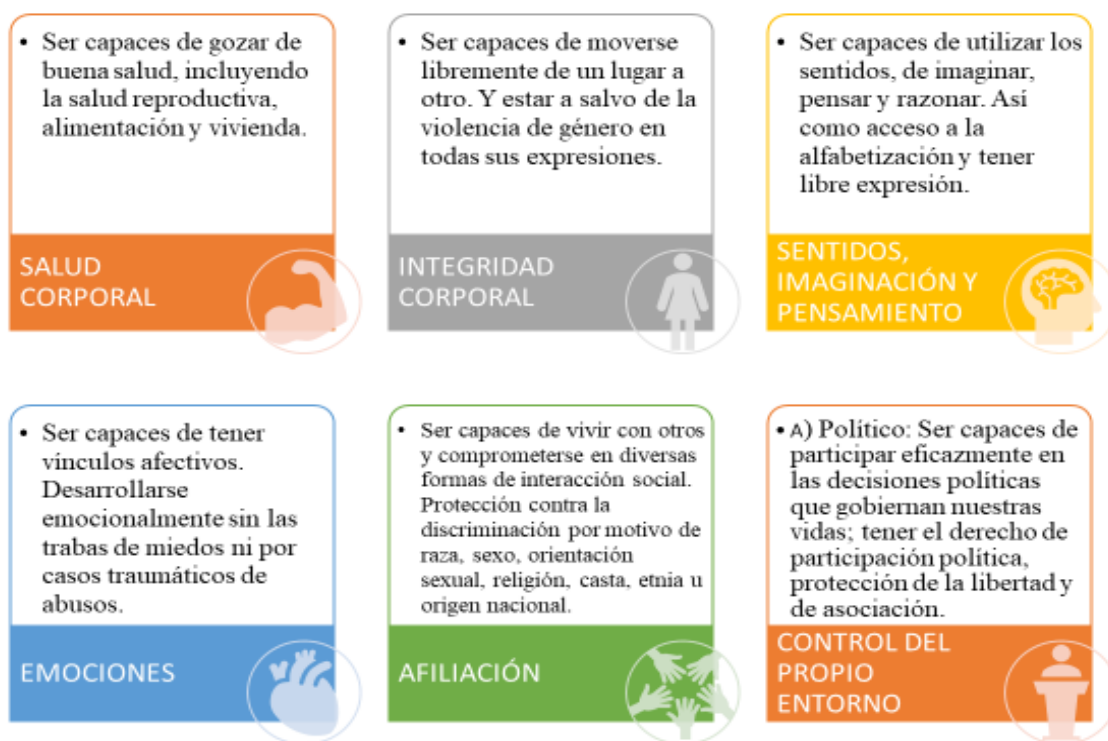 • Ser capaces de gozar de
buena salud, incluyendo
la salud reproductiva,
alimentación y vivienda.
SALUD
CORPORAL
• Ser capaces de moverse
libremente de un lugar a
otro. Y estar a salvo de la
violencia de género en
todas sus expresiones.
INTEGRIDAD
CORPORAL
• Ser capaces de utilizar los
sentidos, de imaginar,
pensar y razonar. Así
como acceso a la
alfabetización y tener
libre expresión.
SENTIDOS,
IMAGINACIÓN Y
PENSAMIENTO
• Ser capaces de tener
vínculos afectivos.
Desarrollarse
emocionalmente sin las
trabas de miedos ni por
casos traumáticos de
abusos.
EMOCIONES
• Ser capaces de vivir con otros
y comprometerse en diversas
formas de interacción social.
Protección contra la
discriminación por motivo de
raza, sexo, orientación
sexual, religión, casta, etnia u
origen nacional.
AFILIACIÓN
• A) Político: Ser capaces de
participar eficazmente en
las decisiones políticas
que gobiernan nuestras
vidas; tener el derecho de
participación política,
protección de la libertad y
de asociación.
CONTROL DEL
PROPIO
ENTORNO